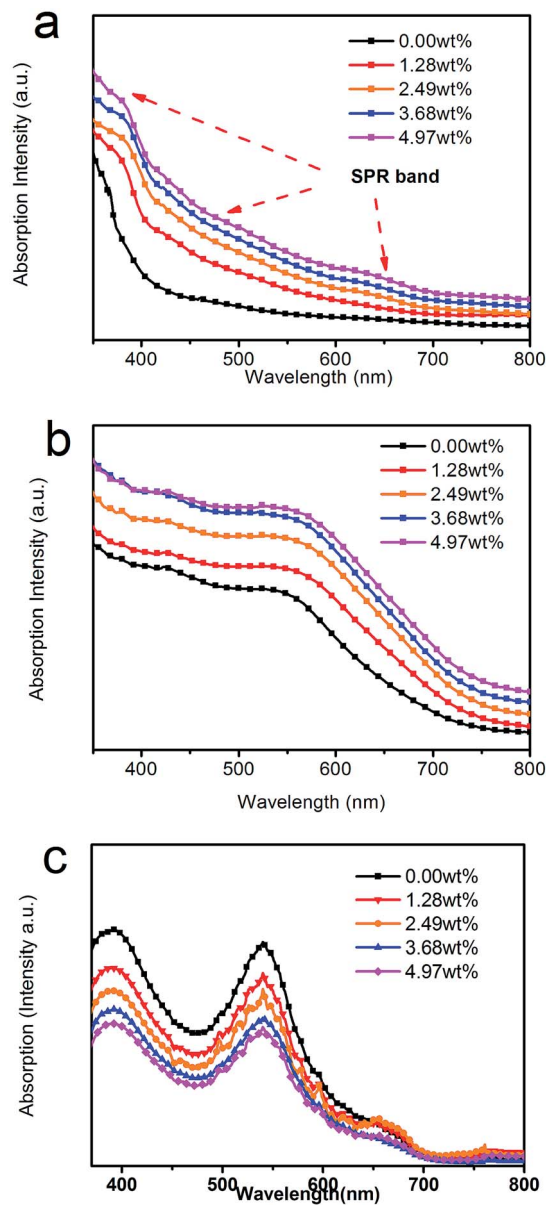 a
0.00wt%
1.28wt%
2.49wt%
3.68wt%
4.97wt%
SPR band
Absorption Intensity (a.u.)
400 500 600 700 800
Wavelength (nm)
b
0.00wt%
1.28wt%
2.49wt%
3.68wt%
4.97wt%
Absorption Intensity (a.u.)
400 500 600 700 800
Wavelength (nm)
c
0.00wt%
1.28wt%
2.49wt%
3.68wt%
4.97wt%
Absorption (Intensity a.u.)
400 500 600 700 800
Wavelength(nm)